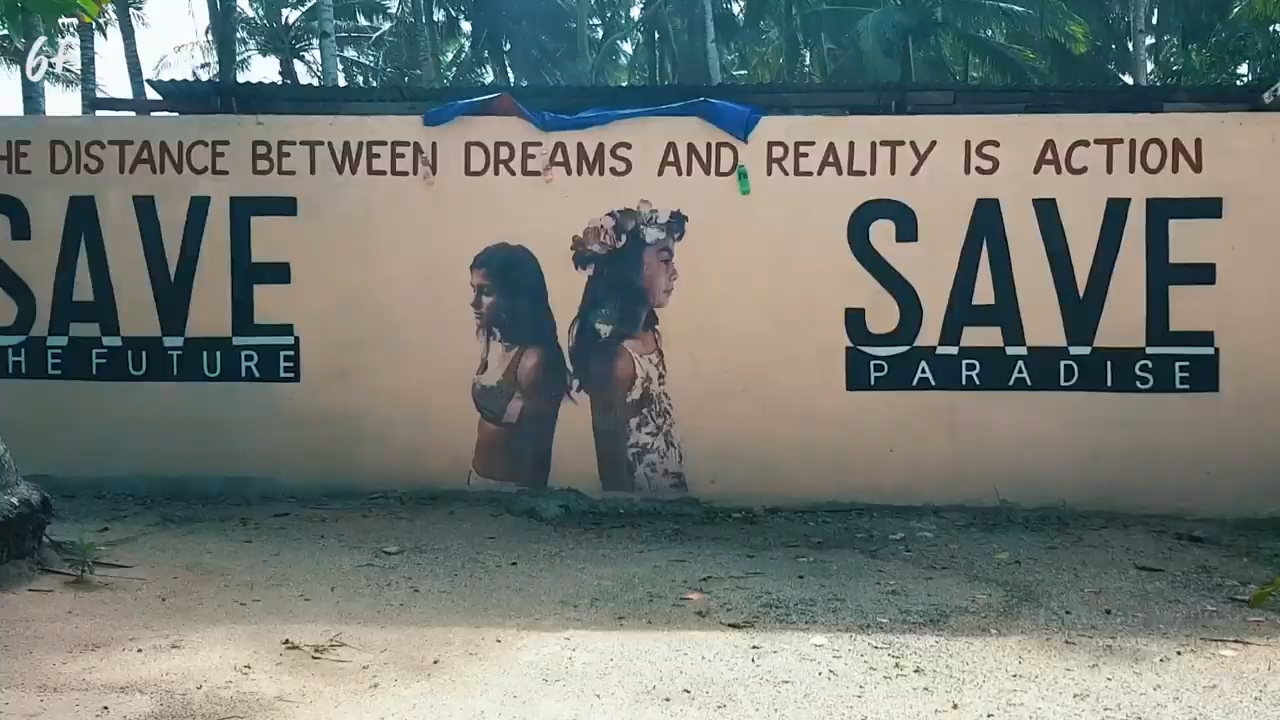 HE DISTANCE BETWEEN DREAMS AND REALITY IS ACTION
SAVE
HE FUTURE
SAVE
PARADISE